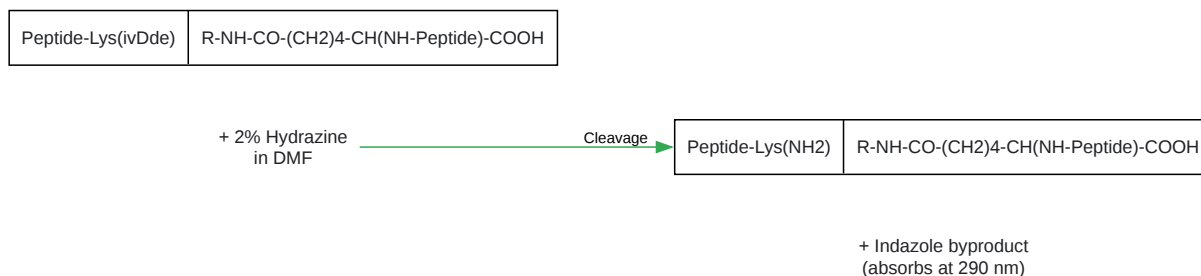 Peptide-Lys(ivDde)
R-NH-CO-(CH2)4-CH(NH-Peptide)-COOH
+ 2% Hydrazine
in DMF
Cleavage
Peptide-Lys(NH2)
R-NH-CO-(CH2)4-CH(NH-Peptide)-COOH
+ Indazole byproduct
(absorbs at 290 nm)